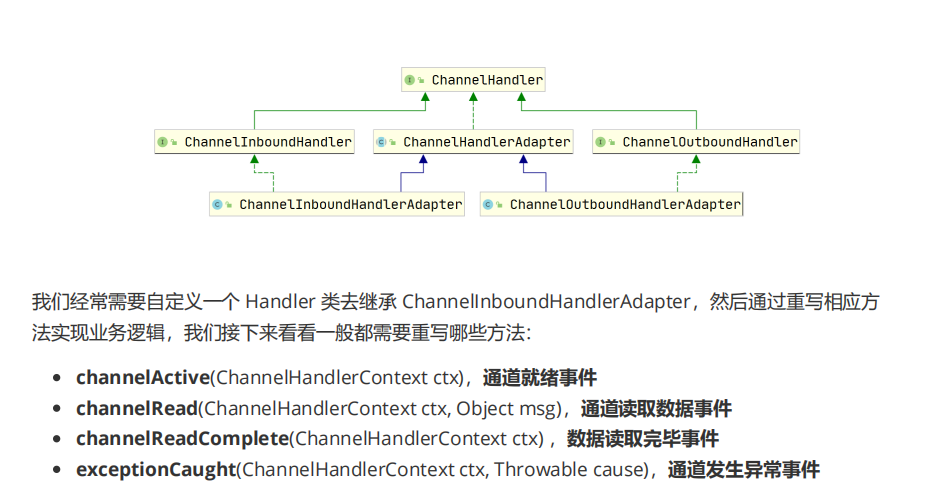 ChannelHandler
ChannelInboundHandler
ChannelHandlerAdapter
ChannelOutboundHandler
ChannelInboundHandlerAdapter
ChannelOutboundHandlerAdapter
我们经常需要自定义一个 Handler 类去继承 ChannelInboundHandlerAdapter，然后通过重写相应方
法实现业务逻辑，我们接下来看看一般都需要重写哪些方法：
• channelActive(ChannelHandlerContext ctx)，通道就绪事件
• channelRead(ChannelHandlerContext ctx, Object msg)，通道读取数据事件
• channelReadComplete(ChannelHandlerContext ctx) ，数据读取完毕事件
• exceptionCaught(ChannelHandlerContext ctx, Throwable cause)，通道发生异常事件